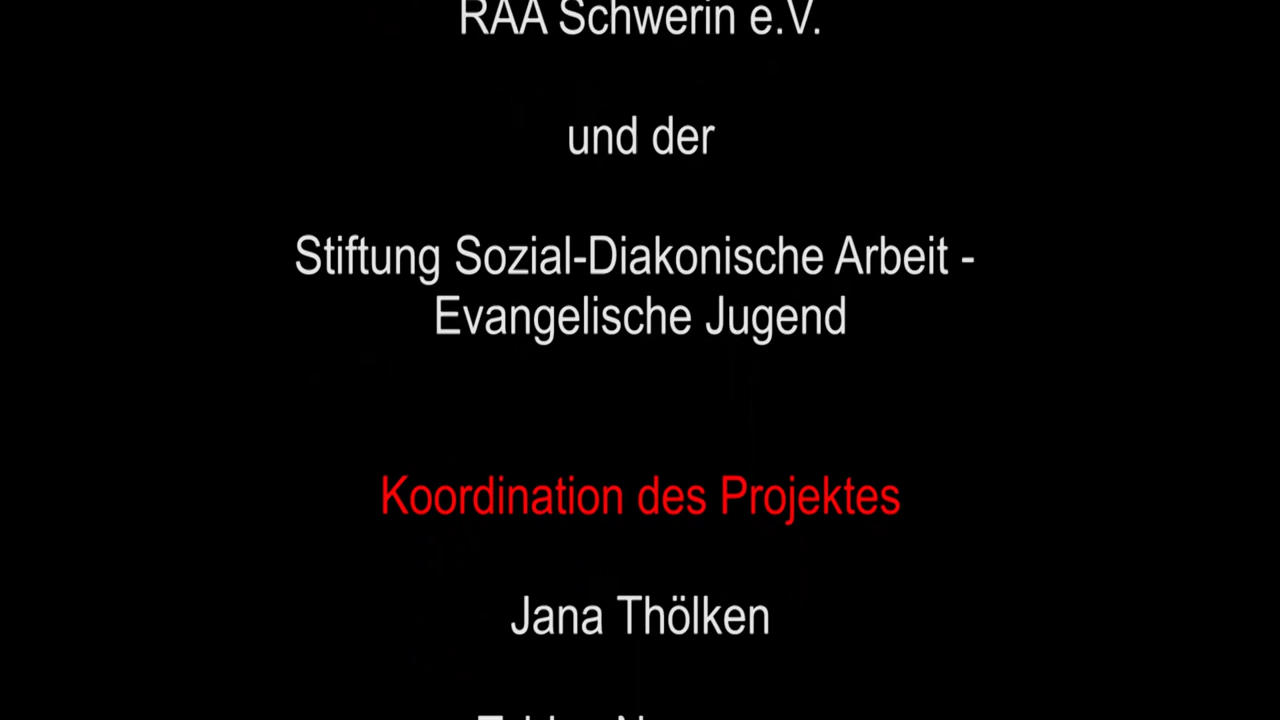 RAA Schwerin e.V.
und der
Stiftung Sozial-Diakonische Arbeit -
Evangelische Jugend
Koordination des Projektes
Jana Thölken